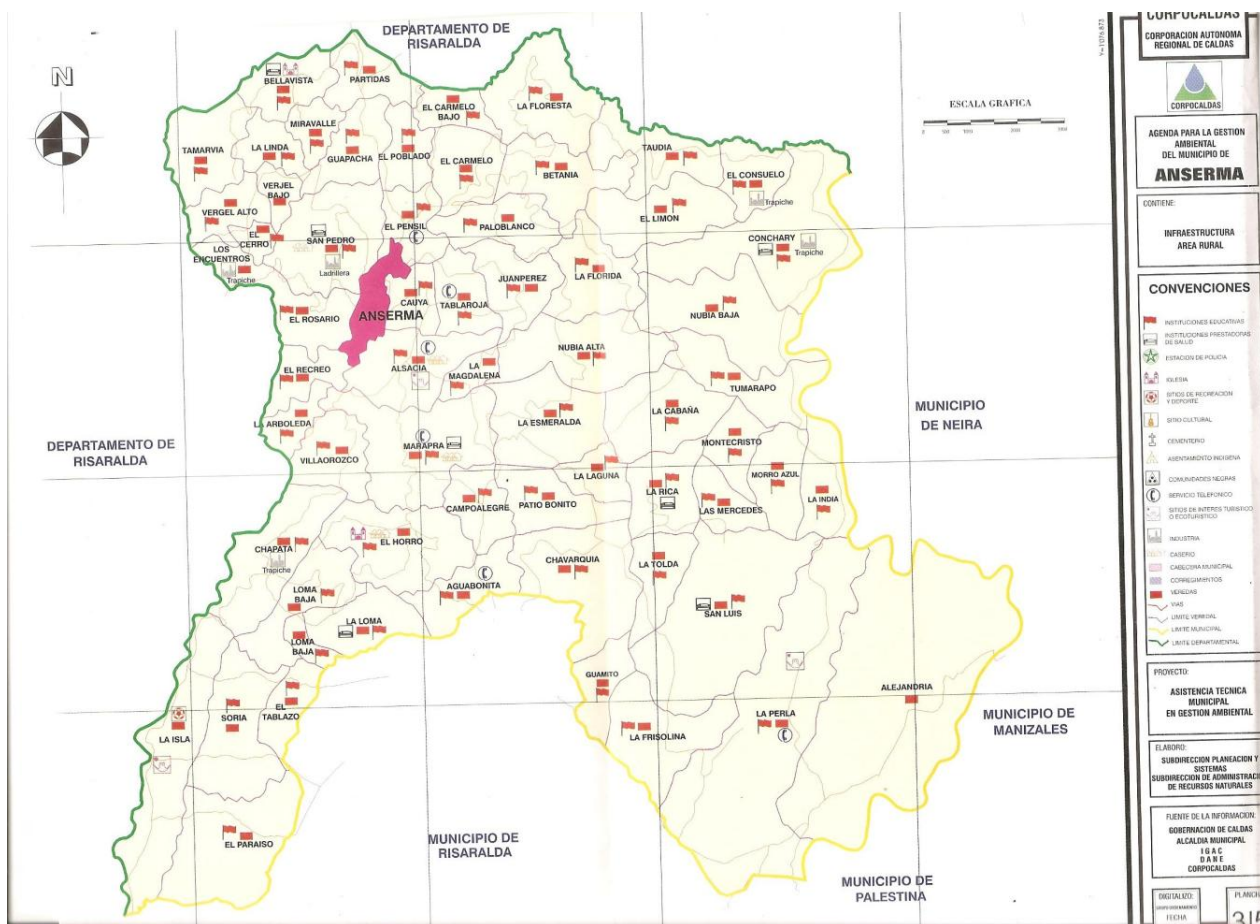 DEPARTAMENTO DE
RISARALDA
N
BELLAVISTA
PARTIDAS
EL CARMELO
BAJO
LA FLORESTA
MIRAVALLE
TAMARVIA
LA LINDA
GUAPACHA
EL POBLADO
EL CARMELO
BETANIA
TAUDIA
EL CONSUELO
Trapiche
VERJEL
BAJO
VERGEL ALTO
EL
CERRO
SAN PEDRO
Ladrillera
EL PENSIL
PALOBLANCO
EL LIMON
CONCHARY
Trapiche
LOS
ENCUENTROS
Trapiche
JUANPEREZ
LA FLORIDA
CAUYA
TABLAROJA
EL ROSARIO
ANSERMA
NUBIA BAJA
NUBIA ALTA
EL RECREO
ALSACIA
LA
MAGDALENA
TUMARAPO
LA ARBOLEDA
LA ESMERALDA
LA CABAÑA
MUNICIPIO
DE NEIRA
DEPARTAMENTO DE
RISARALDA
VILLAOROZCO
MARAPRA
MONTECRISTO
LA LAGUNA
MORRO AZUL
LA RICA
LA INDIA
CAMPOALEGRE
PATIO BONITO
LAS MERCEDES
CHAPATA
Trapiche
EL HORRO
CHAVARQUIA
LA TOLDA
LOMA
BAJA
AGUABONITA
SAN LUIS
LA LOMA
LOMA
BAJA
GUAMITO
ALEJANDRIA
EL
TABLAZO
SORIA
LA ISLA
LA PERLA
LA FRISOLINA
MUNICIPIO DE
MANIZALES
EL PARAISO
MUNICIPIO DE
RISARALDA
MUNICIPIO DE
PALESTINA
ESCALA GRAFICA
CORPOCALDAS
CORPORACION AUTONOMA
REGIONAL DE CALDAS
CORPOCALDAS
AGENDA PARA LA GESTION
AMBIENTAL
DEL MUNICIPIO DE
ANSERMA
CONTIENE:
INFRAESTRUCTURA
AREA RURAL
CONVENCIONES
INSTITUCIONES EDUCATIVAS
INSTITUCIONES PRESTADORAS
DE SALUD
ESTACION DE POLICIA
IGLESIA
SITIOS DE RECREACION
Y DEPORTE
SITIO CULTURAL
CEMENTERIO
ASENTAMIENTO INDIGENA
COMUNIDADES NEGRAS
SERVICIO TELEFONICO
SITIOS DE INTERES TURISTICO
O ECOTURISTICO
INDUSTRIA
CASERIO
CABECERA MUNICIPAL
CORREGIMIENTOS
VEREDAS
VIAS
LIMITE VEREDAL
LIMITE MUNICIPAL
LIMITE DEPARTAMENTAL
PROYECTO:
ASISTENCIA TECNICA
MUNICIPAL
EN GESTION AMBIENTAL
ELABORO:
SUBDIRECCION PLANEACION Y
SISTEMAS
SUBDIRECCION DE ADMINISTRACI
DE RECURSOS NATURALES
FUENTE DE LA INFORMACION:
GOBERNACION DE CALDAS
ALCALDIA MUNICIPAL
I G A C
D A N E
CORPOCALDAS
DIGITALIZO:
FECHA
PLANCH